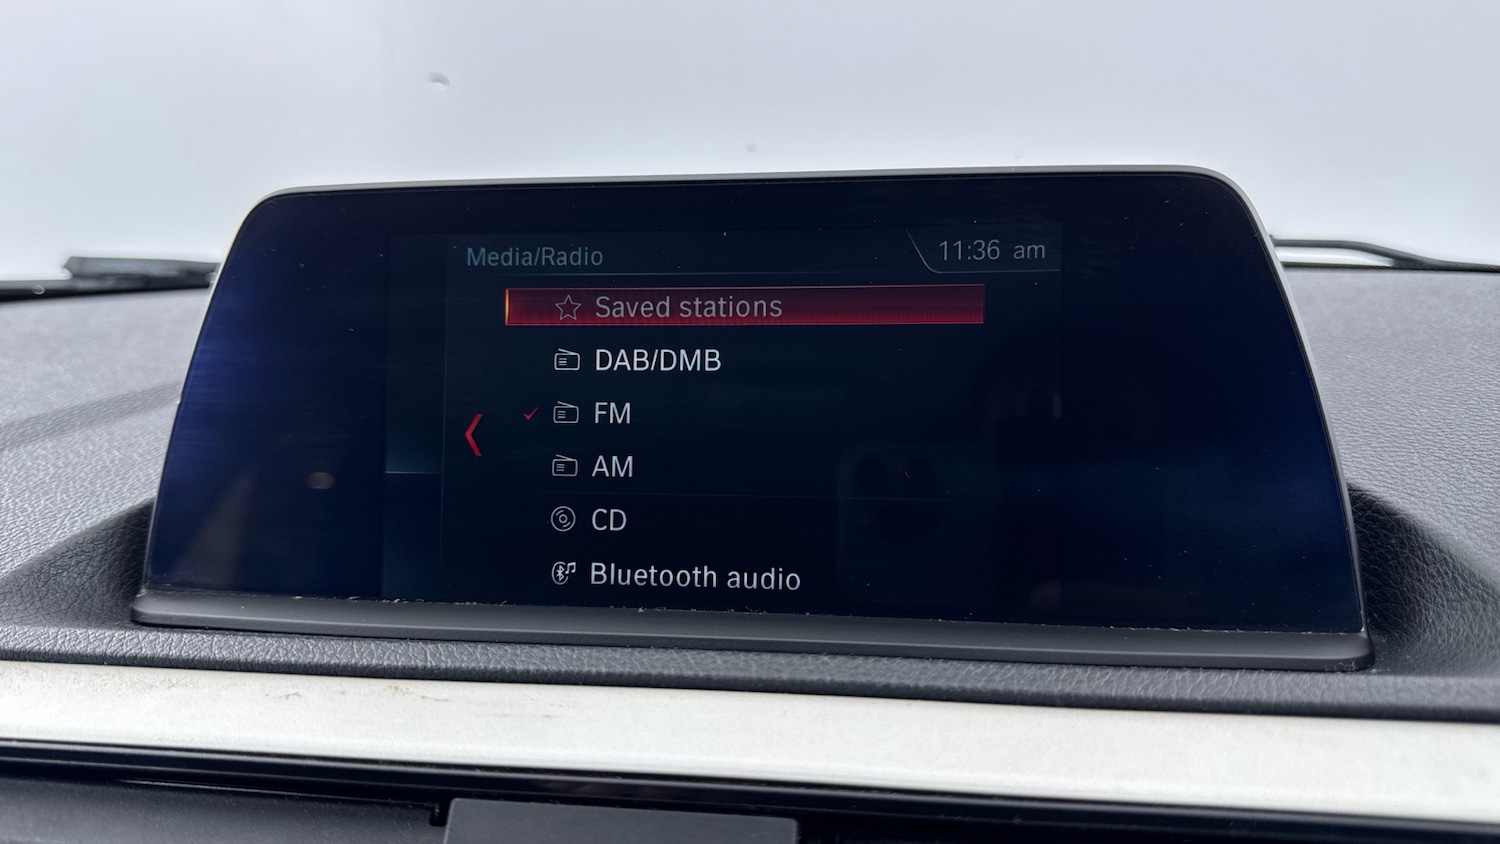 Media/Radio
11:36 am
Saved stations
DAB/DMB
FM
AM
CD
Bluetooth audio